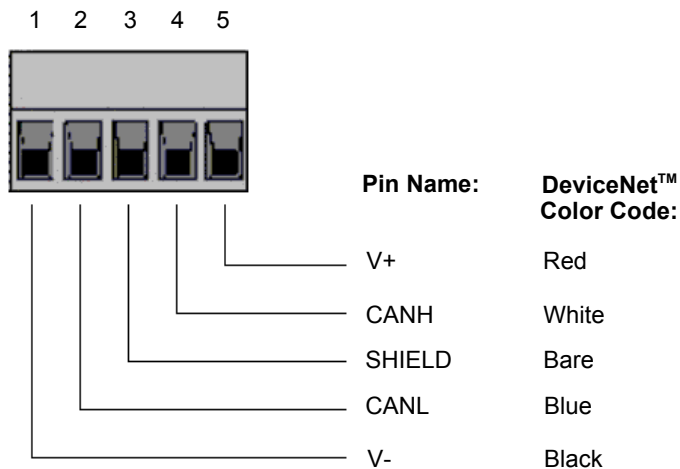 1 2 3 4 5
Pin Name: DeviceNet™
Color Code:
V+ Red
CANH White
SHIELD Bare
CANL Blue
V- Black